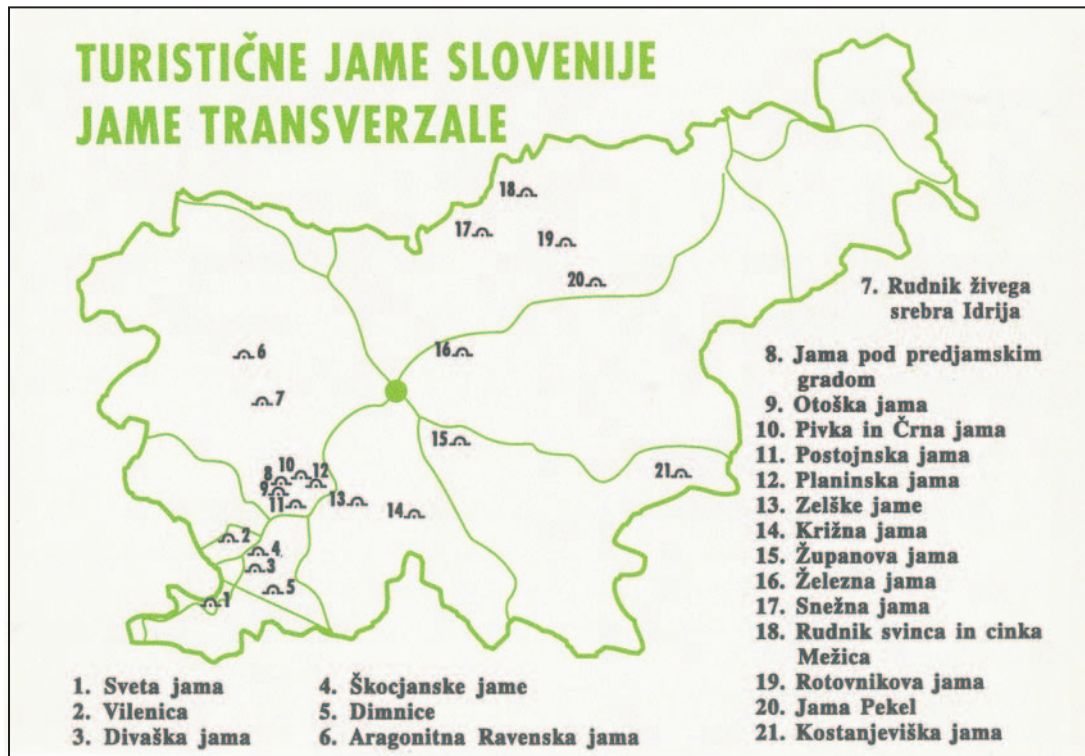 TURISTIČNE JAME SLOVENIJE
JAME TRANSVERZALE
18
17
19
20
16
6
7
15
21
10
8
12
9
11
13
14
2
4
3
5
1
7. Rudnik živega
srebra Idrija
8. Jama pod predjamskim
gradom
9. Otoška jama
10. Pivka in Črna jama
11. Postojnska jama
12. Planinska jama
13. Zelške jame
14. Križna jama
15. Županova jama
16. Železna jama
17. Snežna jama
18. Rudnik svinca in cinka
Mežica
19. Rotovnikova jama
20. Jama Pekel
21. Kostanjeviška jama
1. Sveta jama
2. Vilenica
3. Divaška jama
4. Škocjanske jame
5. Dimnice
6. Aragonitna Ravenska jama